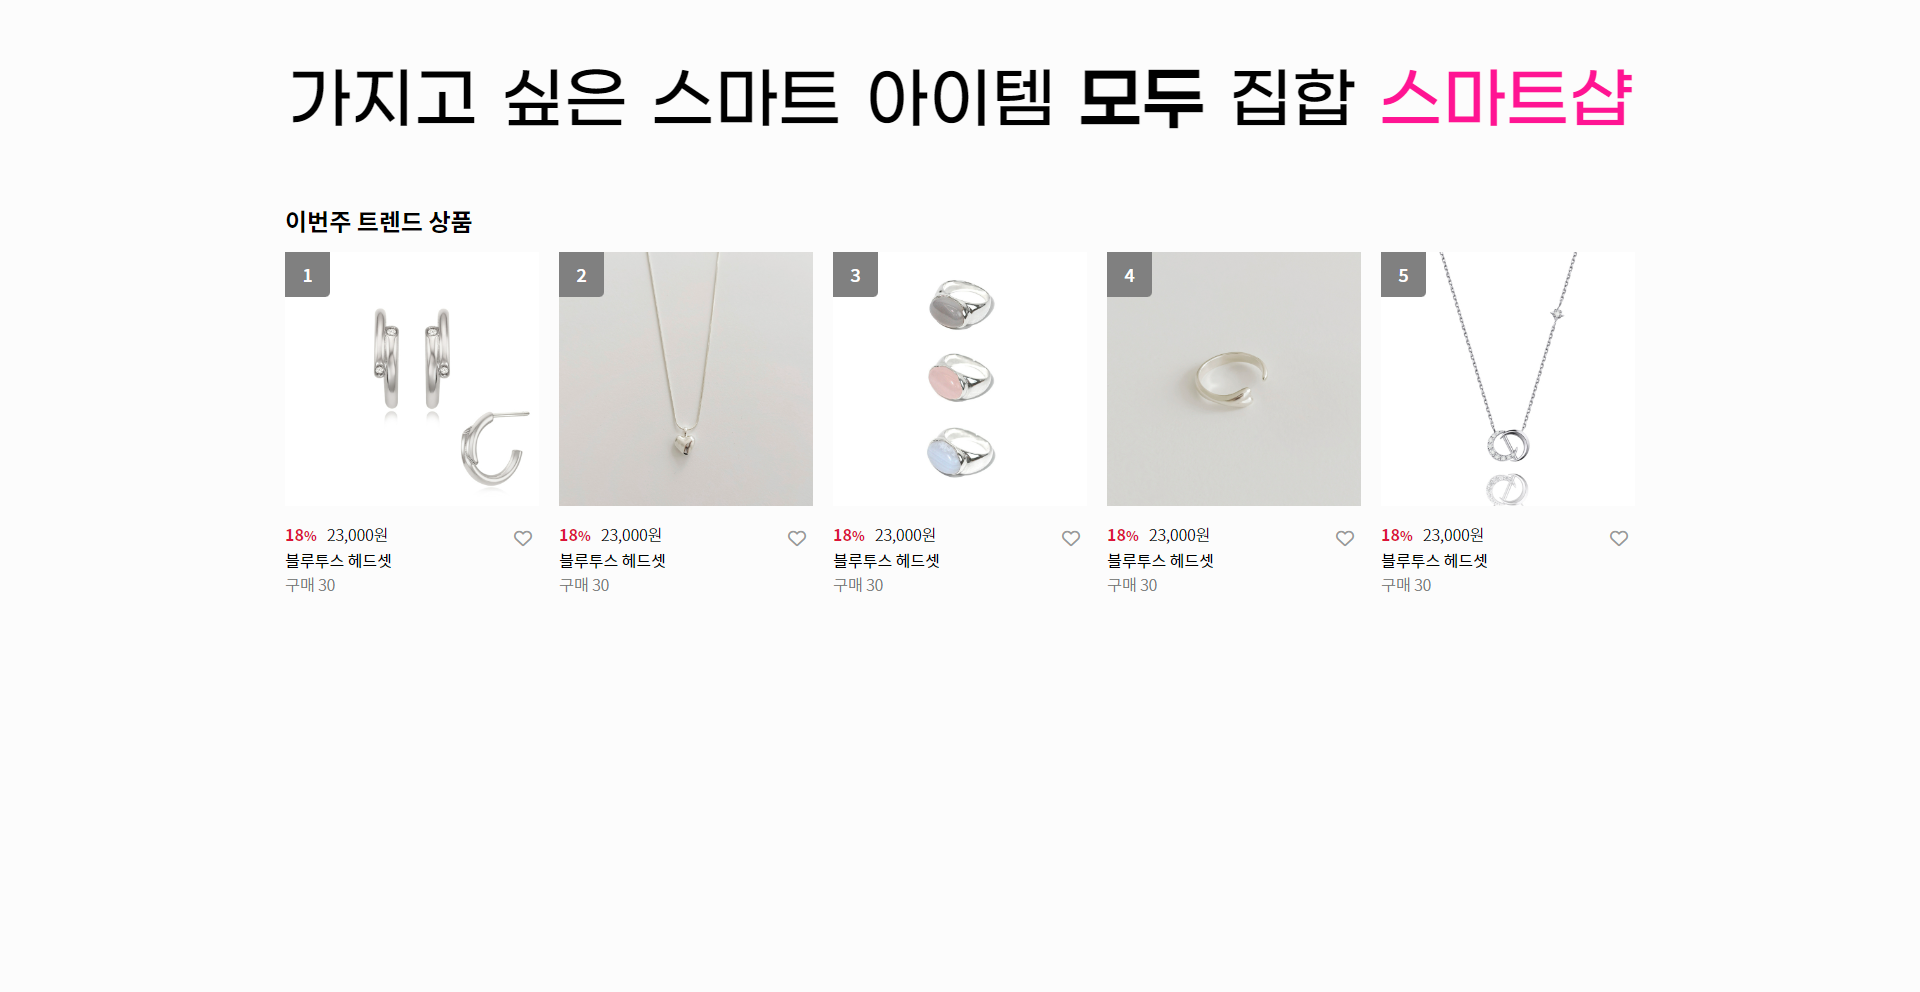 가지고 싶은 스마트 아이템 모두 집합 스마트샵
이번주 트렌드 상품
1
18% 23,000원
블루투스 헤드셋
구매 30
2
18% 23,000원
블루투스 헤드셋
구매 30
3
18% 23,000원
블루투스 헤드셋
구매 30
4
18% 23,000원
블루투스 헤드셋
구매 30
5
18% 23,000원
블루투스 헤드셋
구매 30